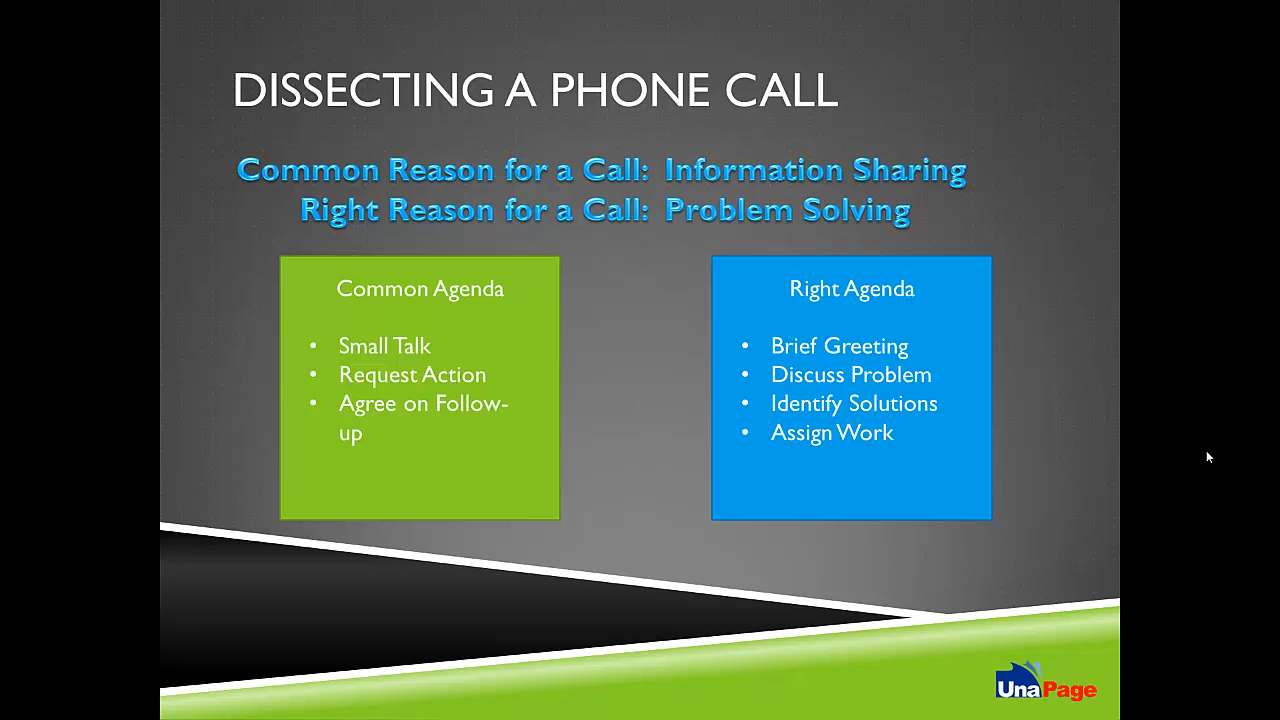 DISSECTING A PHONE CALL
Common Reason for a Call: Information Sharing
Right Reason for a Call: Problem Solving
Common Agenda
• Small Talk
• Request Action
• Agree on Follow-
up
Right Agenda
• Brief Greeting
• Discuss Problem
• Identify Solutions
• Assign Work
UnaPage